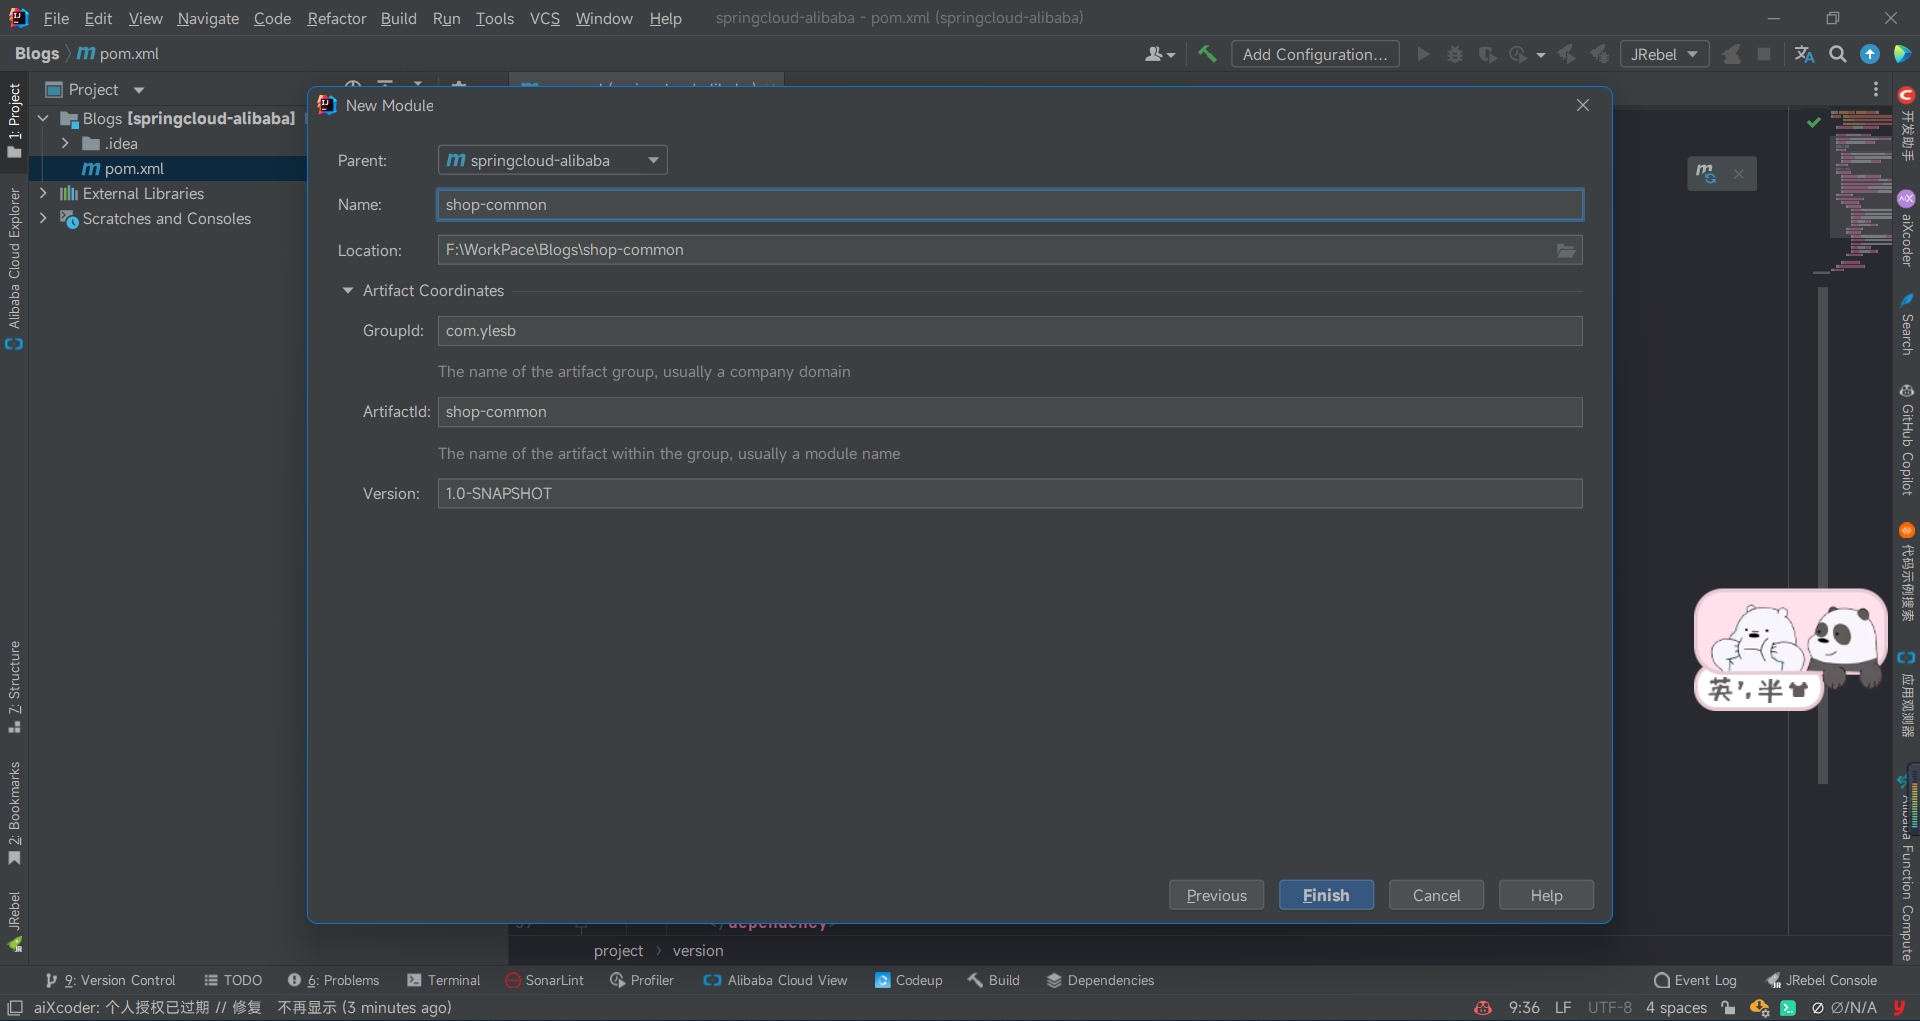 File Edit View Navigate Code Refactor Build Run Tools VCS Window Help springcloud-alibaba - pom.xml (springcloud-alibaba)
Blogs pom.xml Add Configuration... JRebel
Project
Blogs [springcloud-alibaba]
.idea
pom.xml
External Libraries
Scratches and Consoles
1: Project
Alibaba Cloud Explorer
7: Structure
2: Bookmarks
JRebel
New Module
Parent: springcloud-alibaba
Name: shop-common
Location: F:\WorkPace\Blogs\shop-common
Artifact Coordinates
GroupId: com.ylesb
The name of the artifact group, usually a company domain
ArtifactId: shop-common
The name of the artifact within the group, usually a module name
Version: 1.0-SNAPSHOT
Previous Finish Cancel Help
</dependency>
project > version
开发助手
aiXcoder
Search
GitHub Copilot
代码示例搜索
应用观测器
Alibaba Function Compute
英 半
9: Version Control TODO 6: Problems Terminal SonarLint Profiler Alibaba Cloud View Codeup Build Dependencies Event Log JRebel Console
aiXcoder: 个人授权已过期 // 修复 不再显示 (3 minutes ago) 9:36 LF UTF-8 4 spaces Ø/N/A